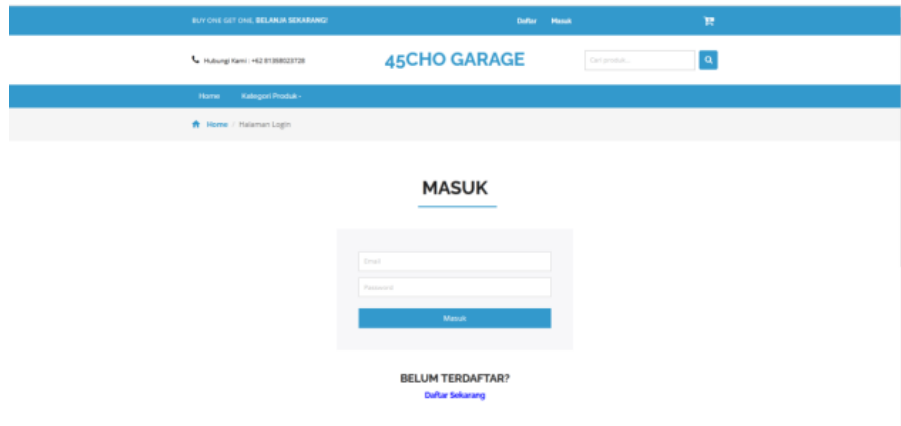 BUY ONE GET ONE, BELANJA SEKARANG!
Daftar Masuk
Hubungi Kami : +62 81398023728
45CHO GARAGE
Cari produk...
Home Kategori Produk
Home / Halaman Login
MASUK
Email
Password
Masuk
BELUM TERDAFTAR?
Daftar Sekarang